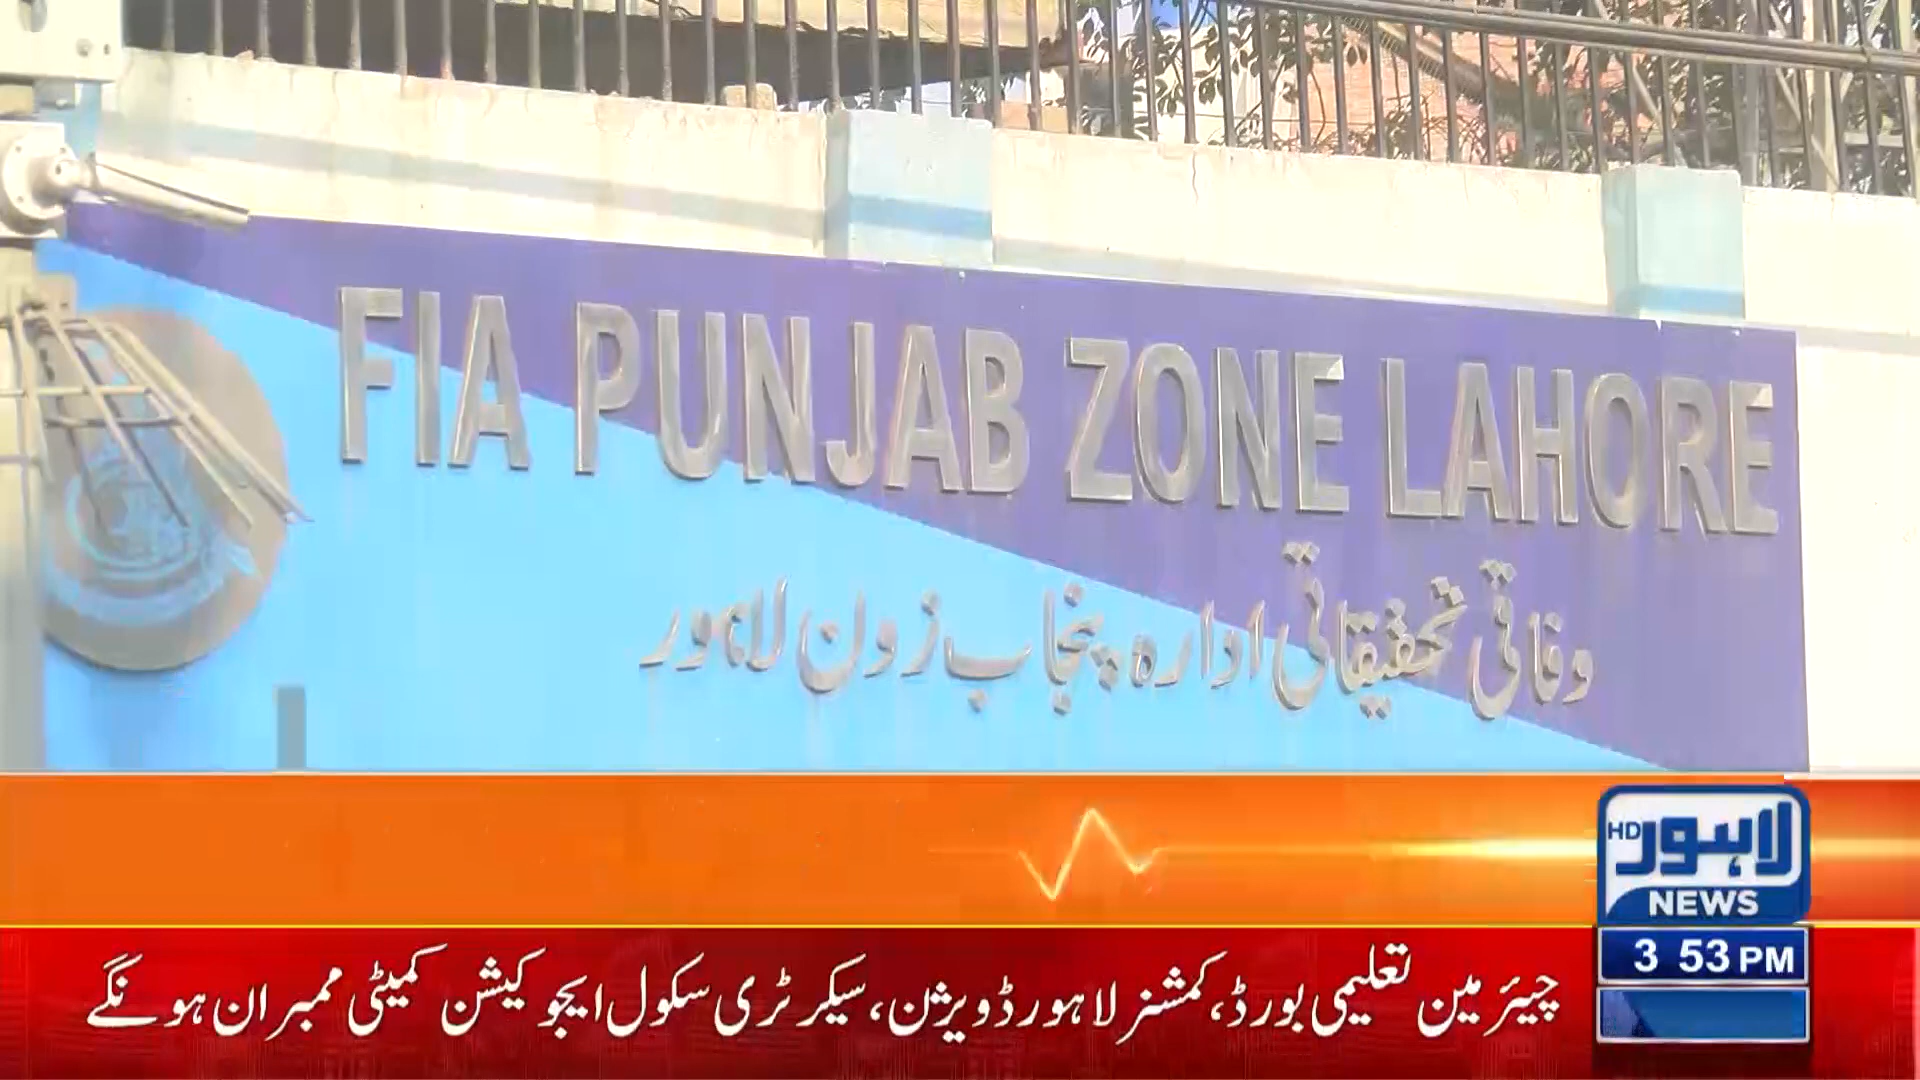 FIA PUNJAB ZONE LAHORE
وفاقی تحقیقاتی ادارہ پنجاب زون لاہور
HD لاہور
NEWS
3 53 PM
چیئرمین تعلیمی بورڈ، کمشنر لاہور ڈویژن، سیکرٹری سکول ایجوکیشن کمیٹی ممبران ہونگے